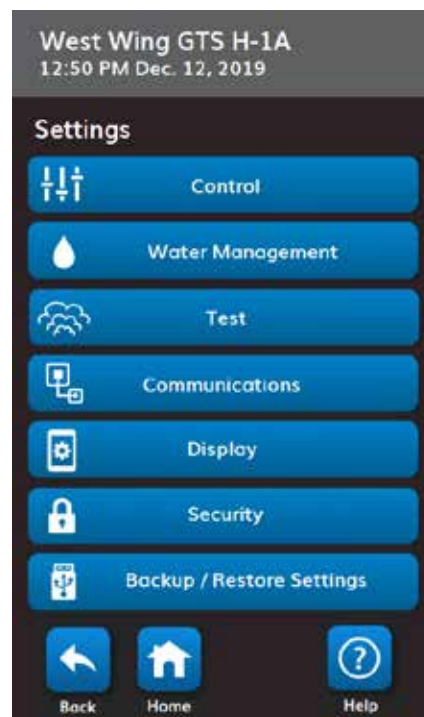 West Wing GTS H-1A
12:50 PM Dec. 12, 2019
Settings
Control
Water Management
Test
Communications
Display
Security
Backup / Restore Settings
Back Home Help